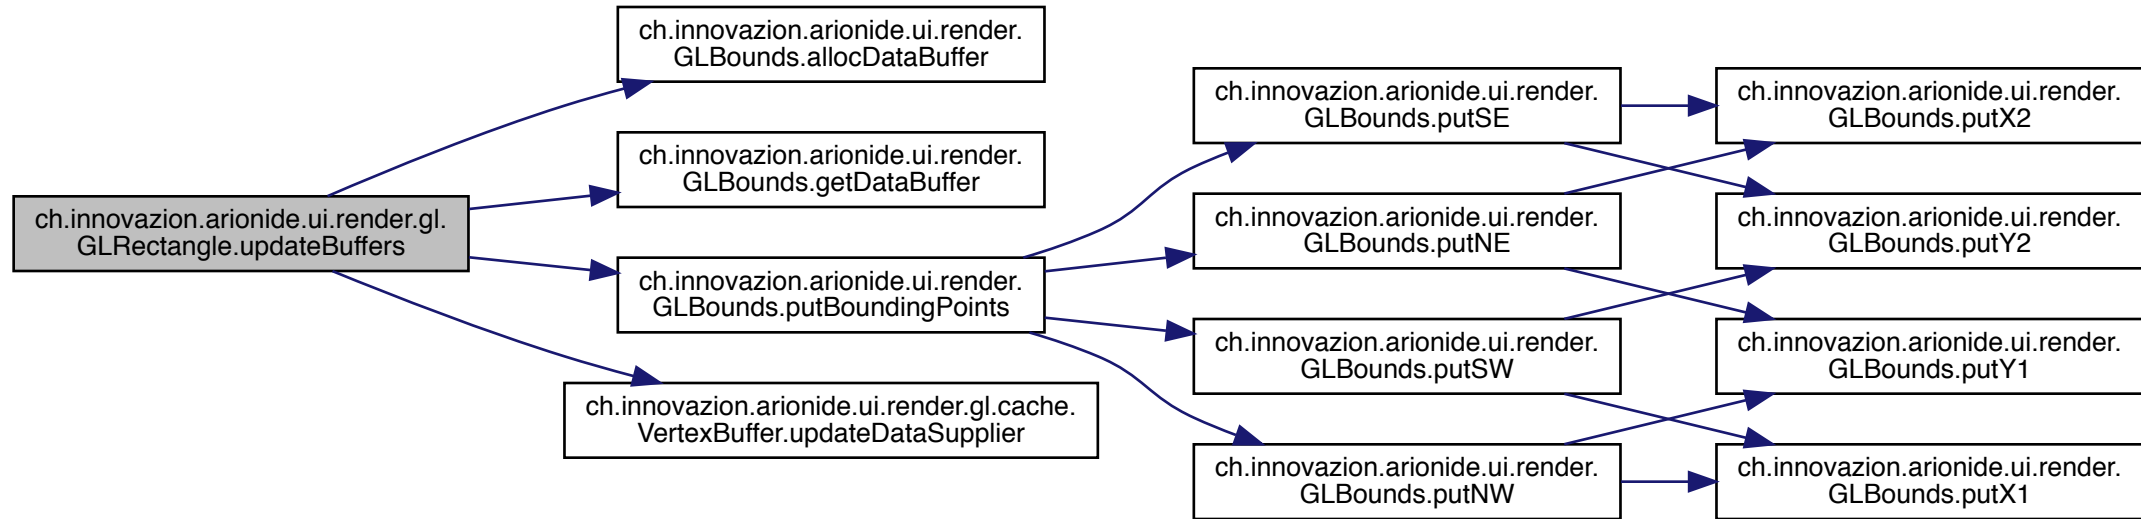 ch.innovazion.arionide.ui.render.gl.
GLRectangle.updateBuffers
ch.innovazion.arionide.ui.render.
GLBounds.allocDataBuffer
ch.innovazion.arionide.ui.render.
GLBounds.getDataBuffer
ch.innovazion.arionide.ui.render.
GLBounds.putBoundingPoints
ch.innovazion.arionide.ui.render.gl.cache.
VertexBuffer.updateDataSupplier
ch.innovazion.arionide.ui.render.
GLBounds.putSE
ch.innovazion.arionide.ui.render.
GLBounds.putNE
ch.innovazion.arionide.ui.render.
GLBounds.putSW
ch.innovazion.arionide.ui.render.
GLBounds.putNW
ch.innovazion.arionide.ui.render.
GLBounds.putX2
ch.innovazion.arionide.ui.render.
GLBounds.putY2
ch.innovazion.arionide.ui.render.
GLBounds.putY1
ch.innovazion.arionide.ui.render.
GLBounds.putX1